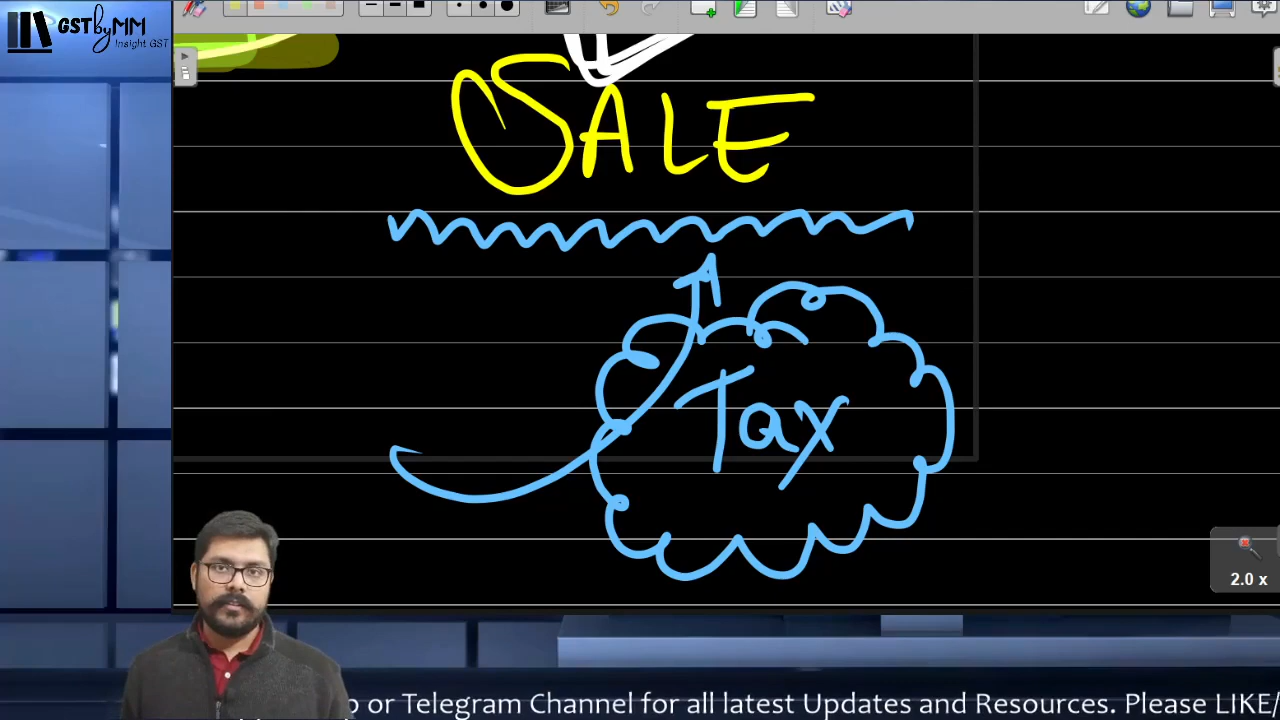 GSTbyMM
Insight GST
SALE
Tax
2.0 x
p or Telegram Channel for all latest Updates and Resources. Please LIKE/